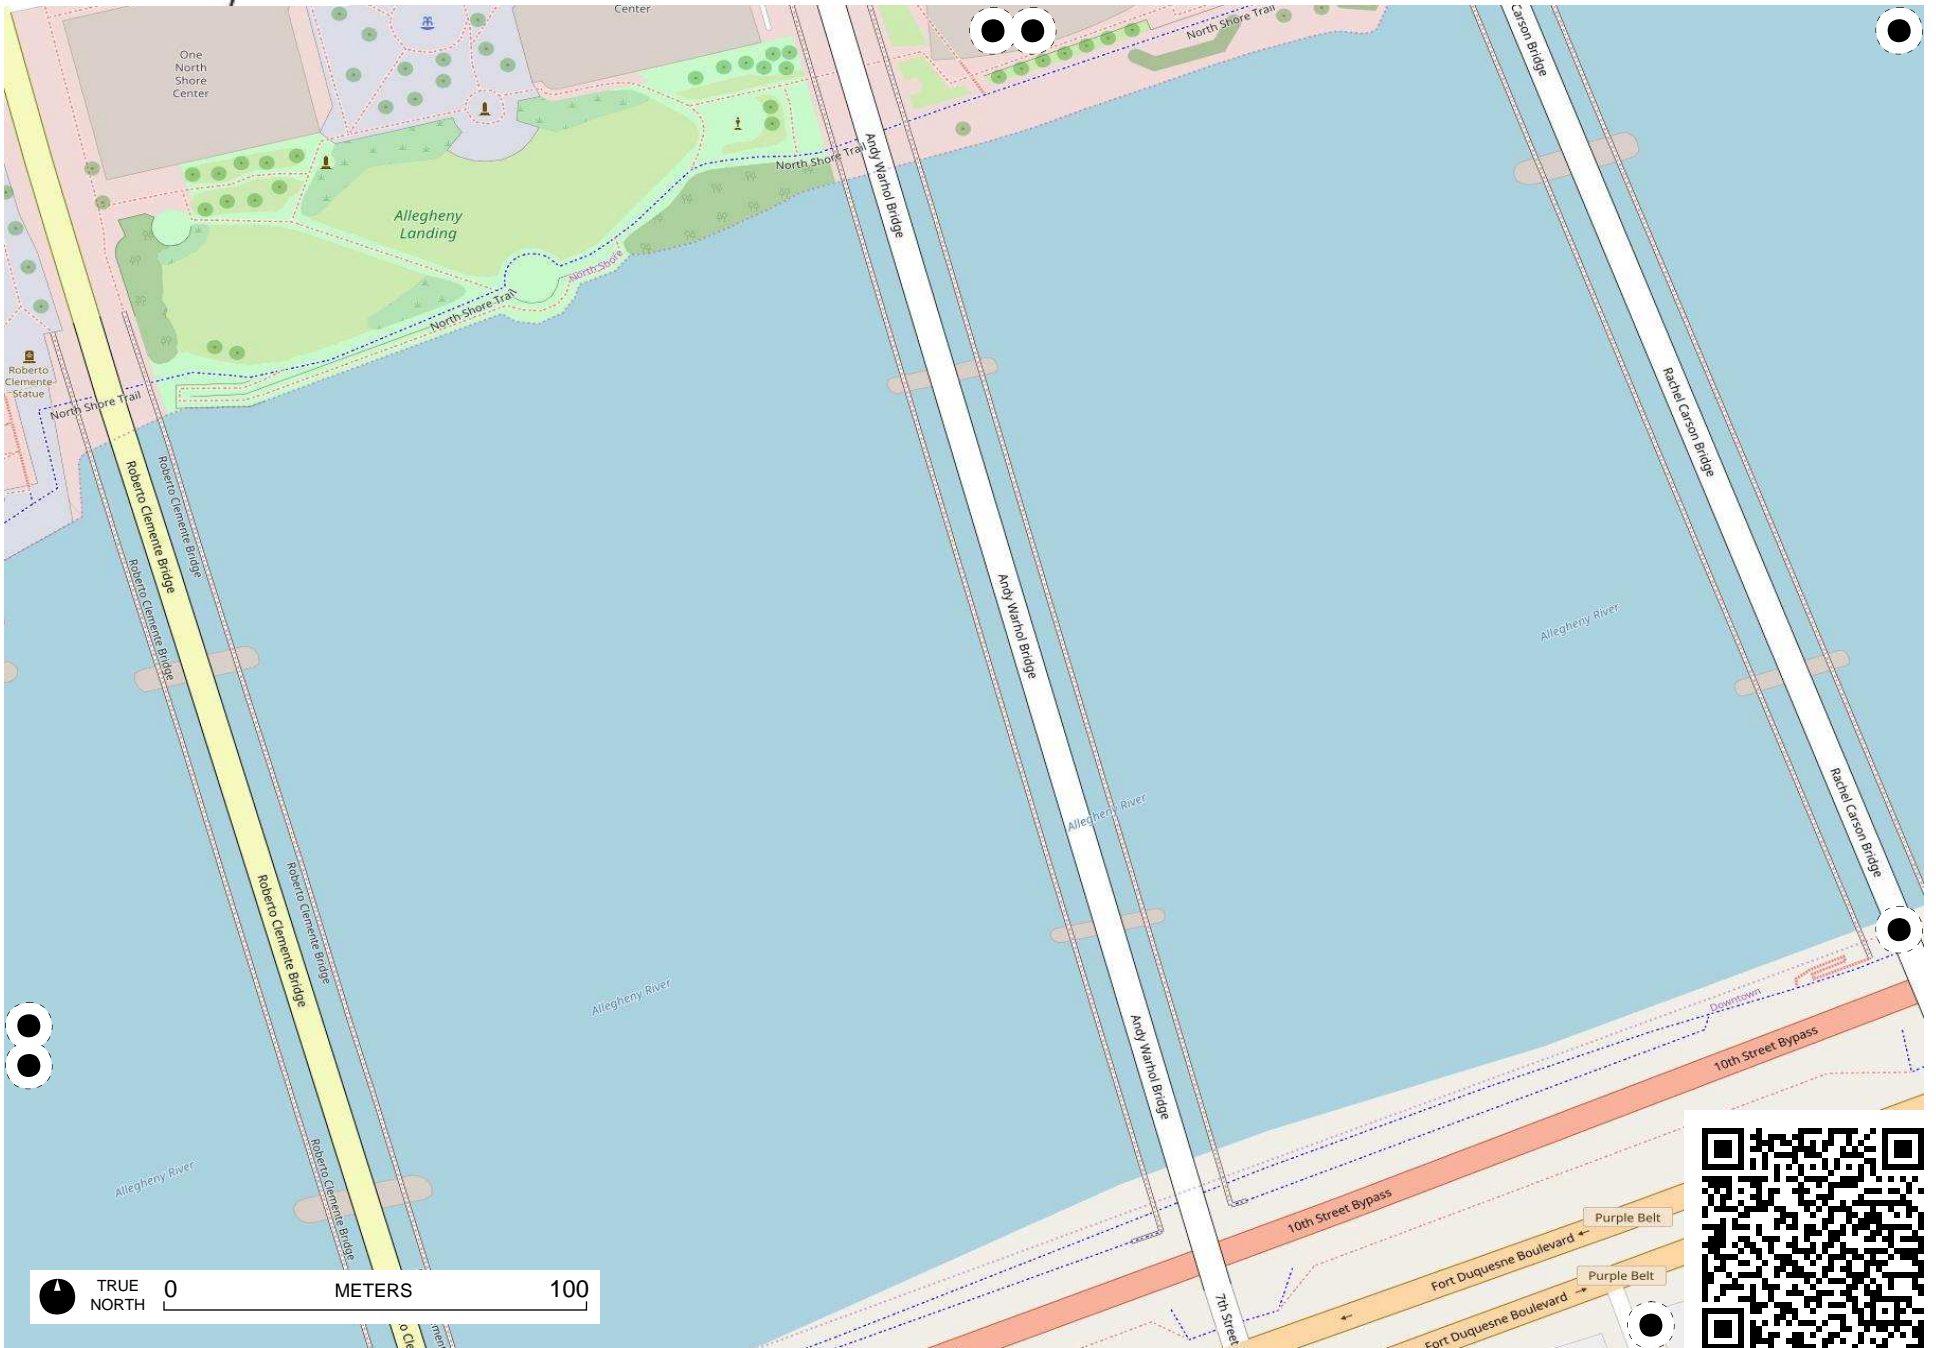 One
North
Shore
Center
Center
North Shore Trail
Carson Bridge
Andy Warhol Bridge
North Shore Trail
Allegheny
Landing
North Shore
North Shore Trail
Roberto
Clemente
Statue
North Shore Trail
Roberto Clemente Bridge
Roberto Clemente Bridge
Roberto Clemente Bridge
Rachel Carson Bridge
Andy Warhol Bridge
Allegheny River
Allegheny River
Rachel Carson Bridge
Roberto Clemente Bridge
Roberto Clemente Bridge
Allegheny River
Downtown
10th Street Bypass
Andy Warhol Bridge
Allegheny River
Roberto Clemente Bridge
10th Street Bypass
Purple Belt
Fort Duquesne Boulevard
Purple Belt
Fort Duquesne Boulevard
7th Street
TRUE
NORTH
0 METERS 100
o Cle
ment